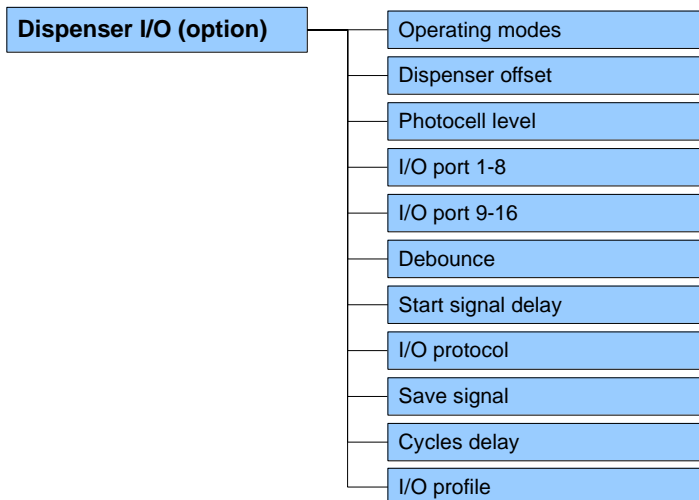 Dispenser I/O (option)
Operating modes
Dispenser offset
Photocell level
I/O port 1-8
I/O port 9-16
Debounce
Start signal delay
I/O protocol
Save signal
Cycles delay
I/O profile